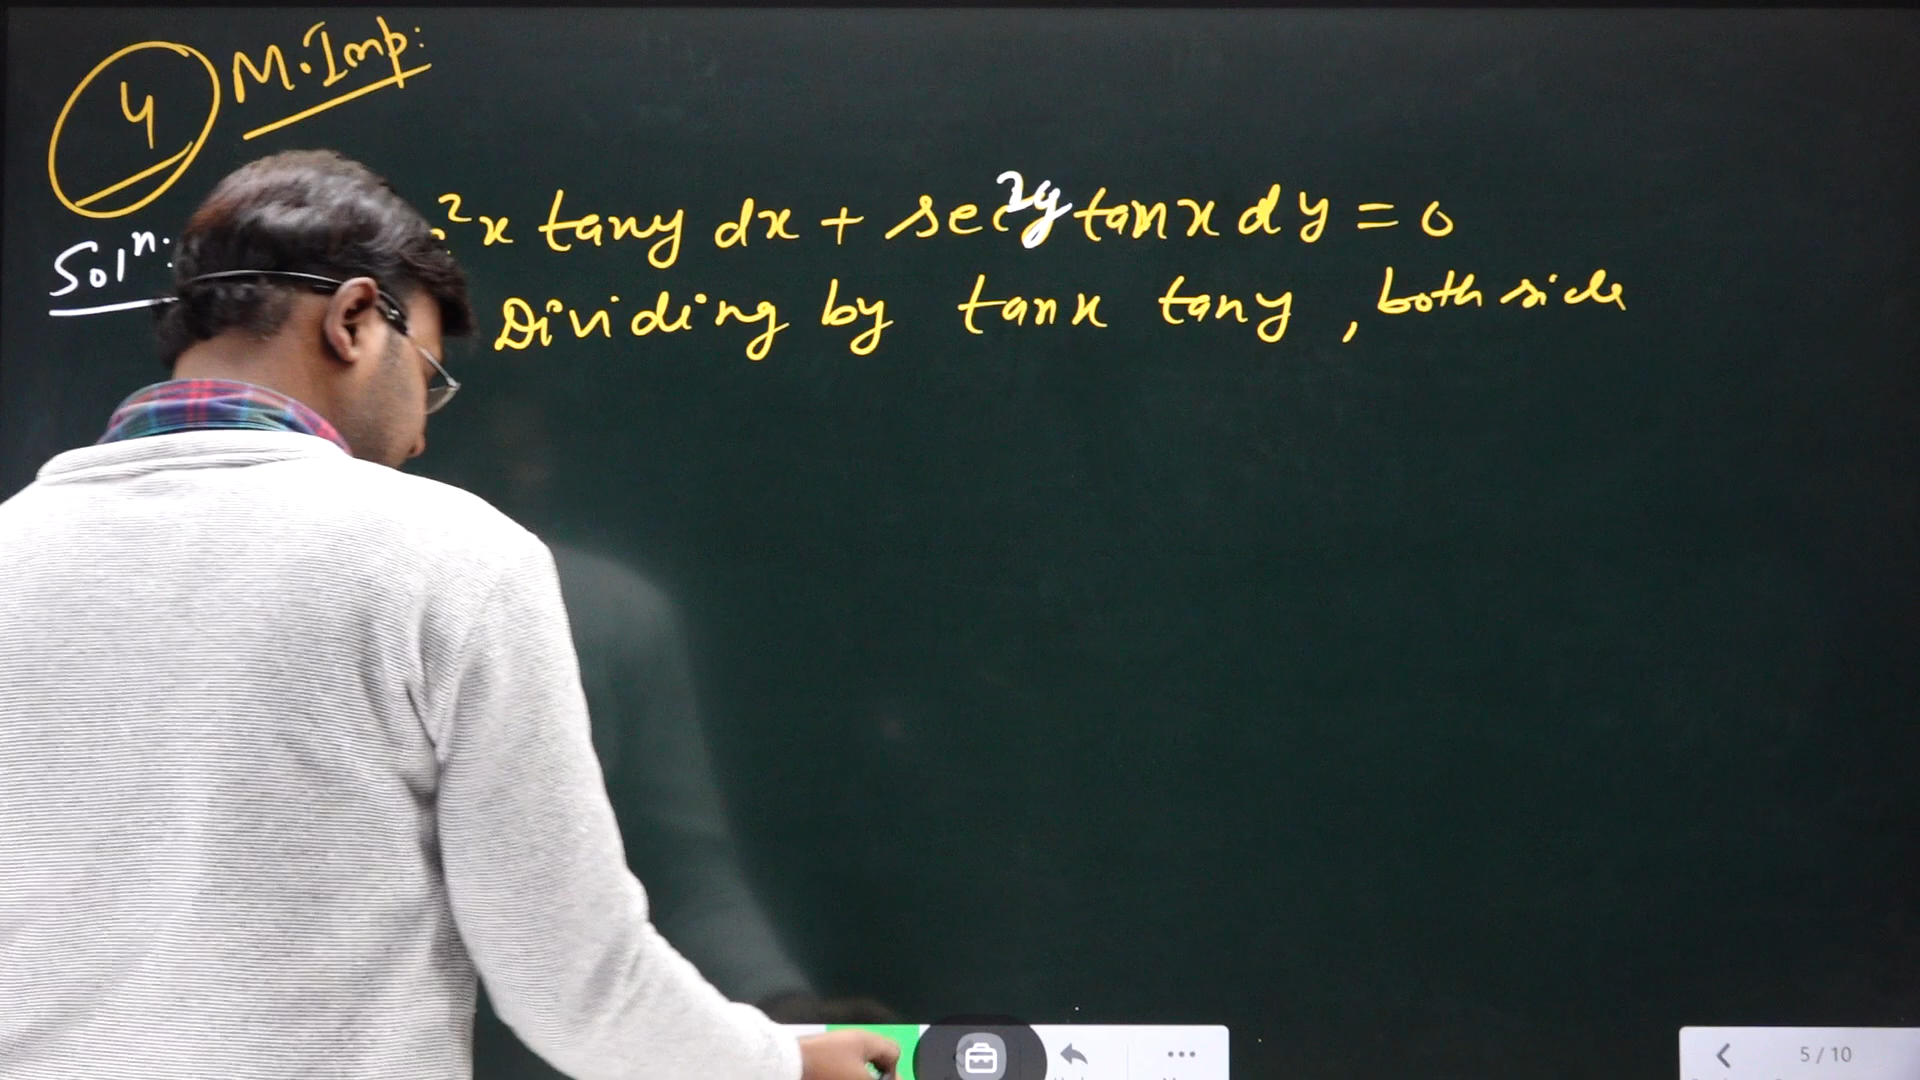 4 M.Imp:
²x tany dx + sec²y tanx dy = 0
Solⁿ:
Dividing by tanx tany, both side
5 / 10